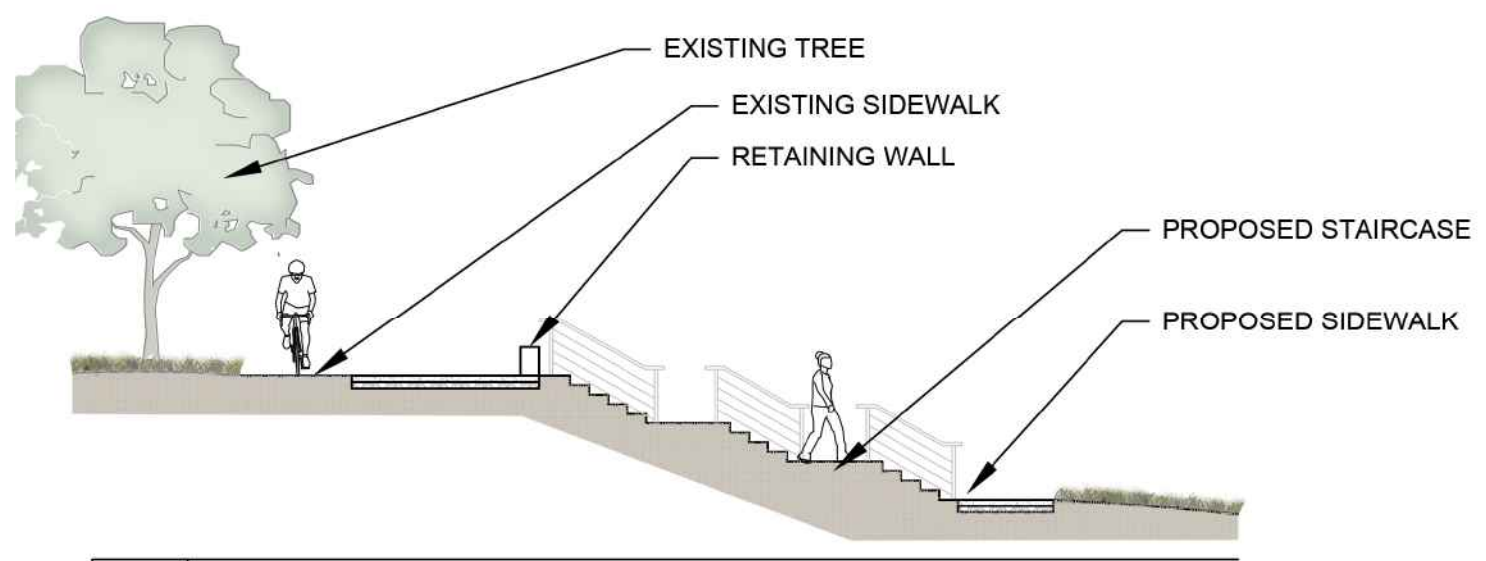 EXISTING TREE
EXISTING SIDEWALK
RETAINING WALL
PROPOSED STAIRCASE
PROPOSED SIDEWALK